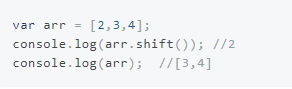 var arr = [2,3,4];
console.log(arr.shift()); //2
console.log(arr);  //[3,4]